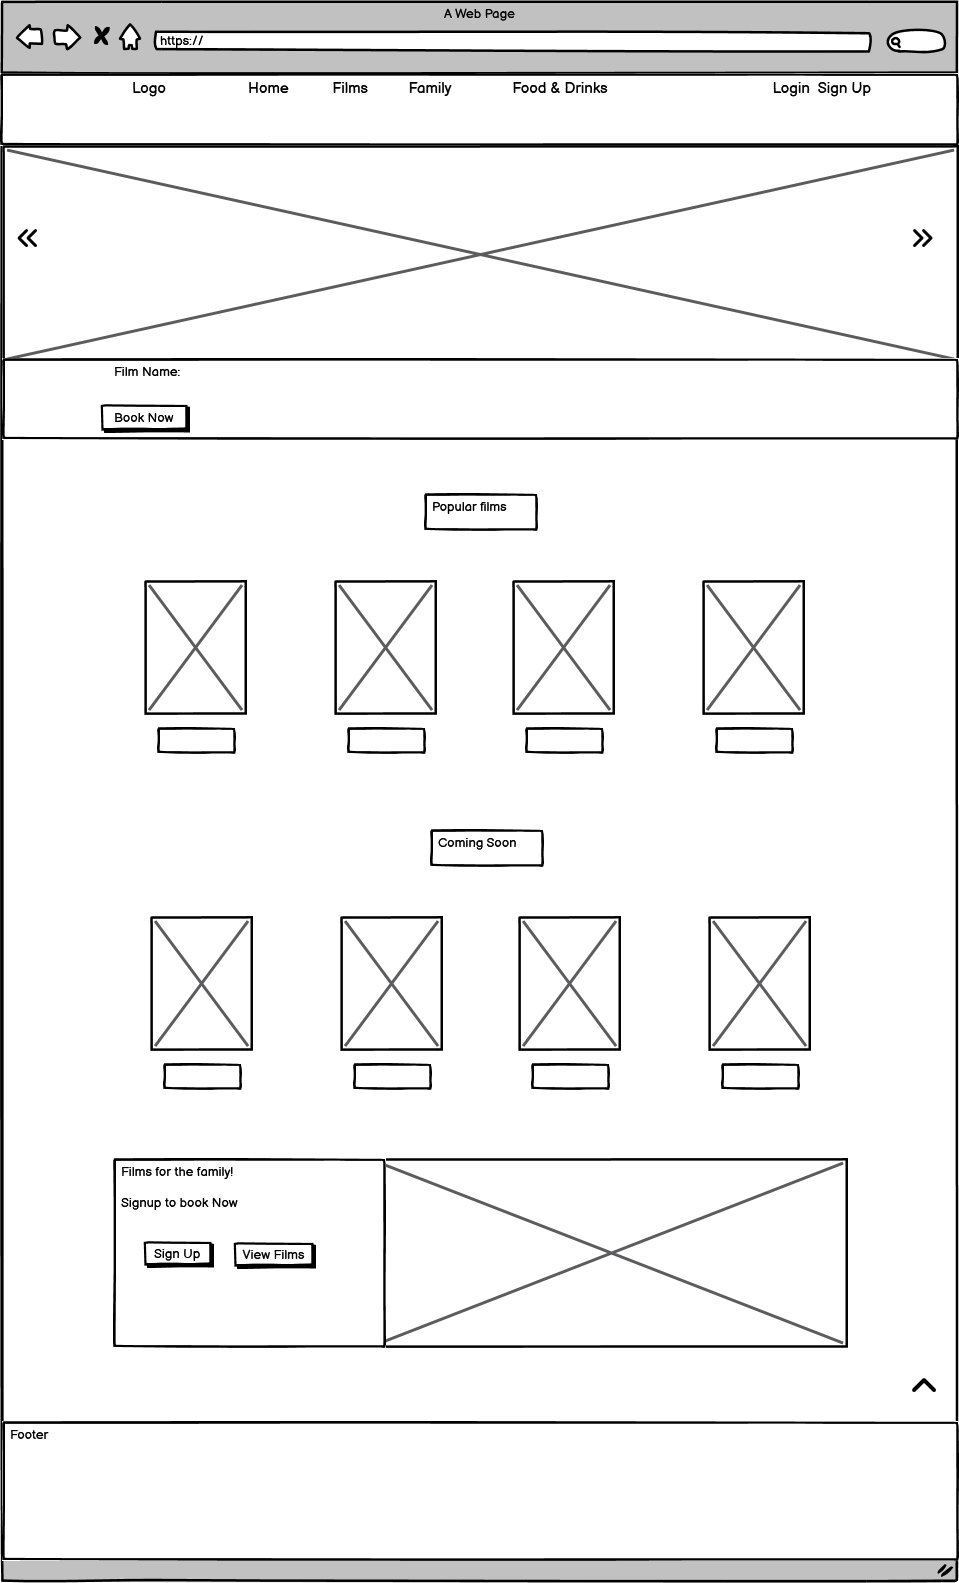 A Web Page
https://
Logo Home Films Family Food & Drinks Login Sign Up
Film Name:
Book Now
Popular films
Coming Soon
Films for the family!
Signup to book Now
Sign Up View Films
Footer